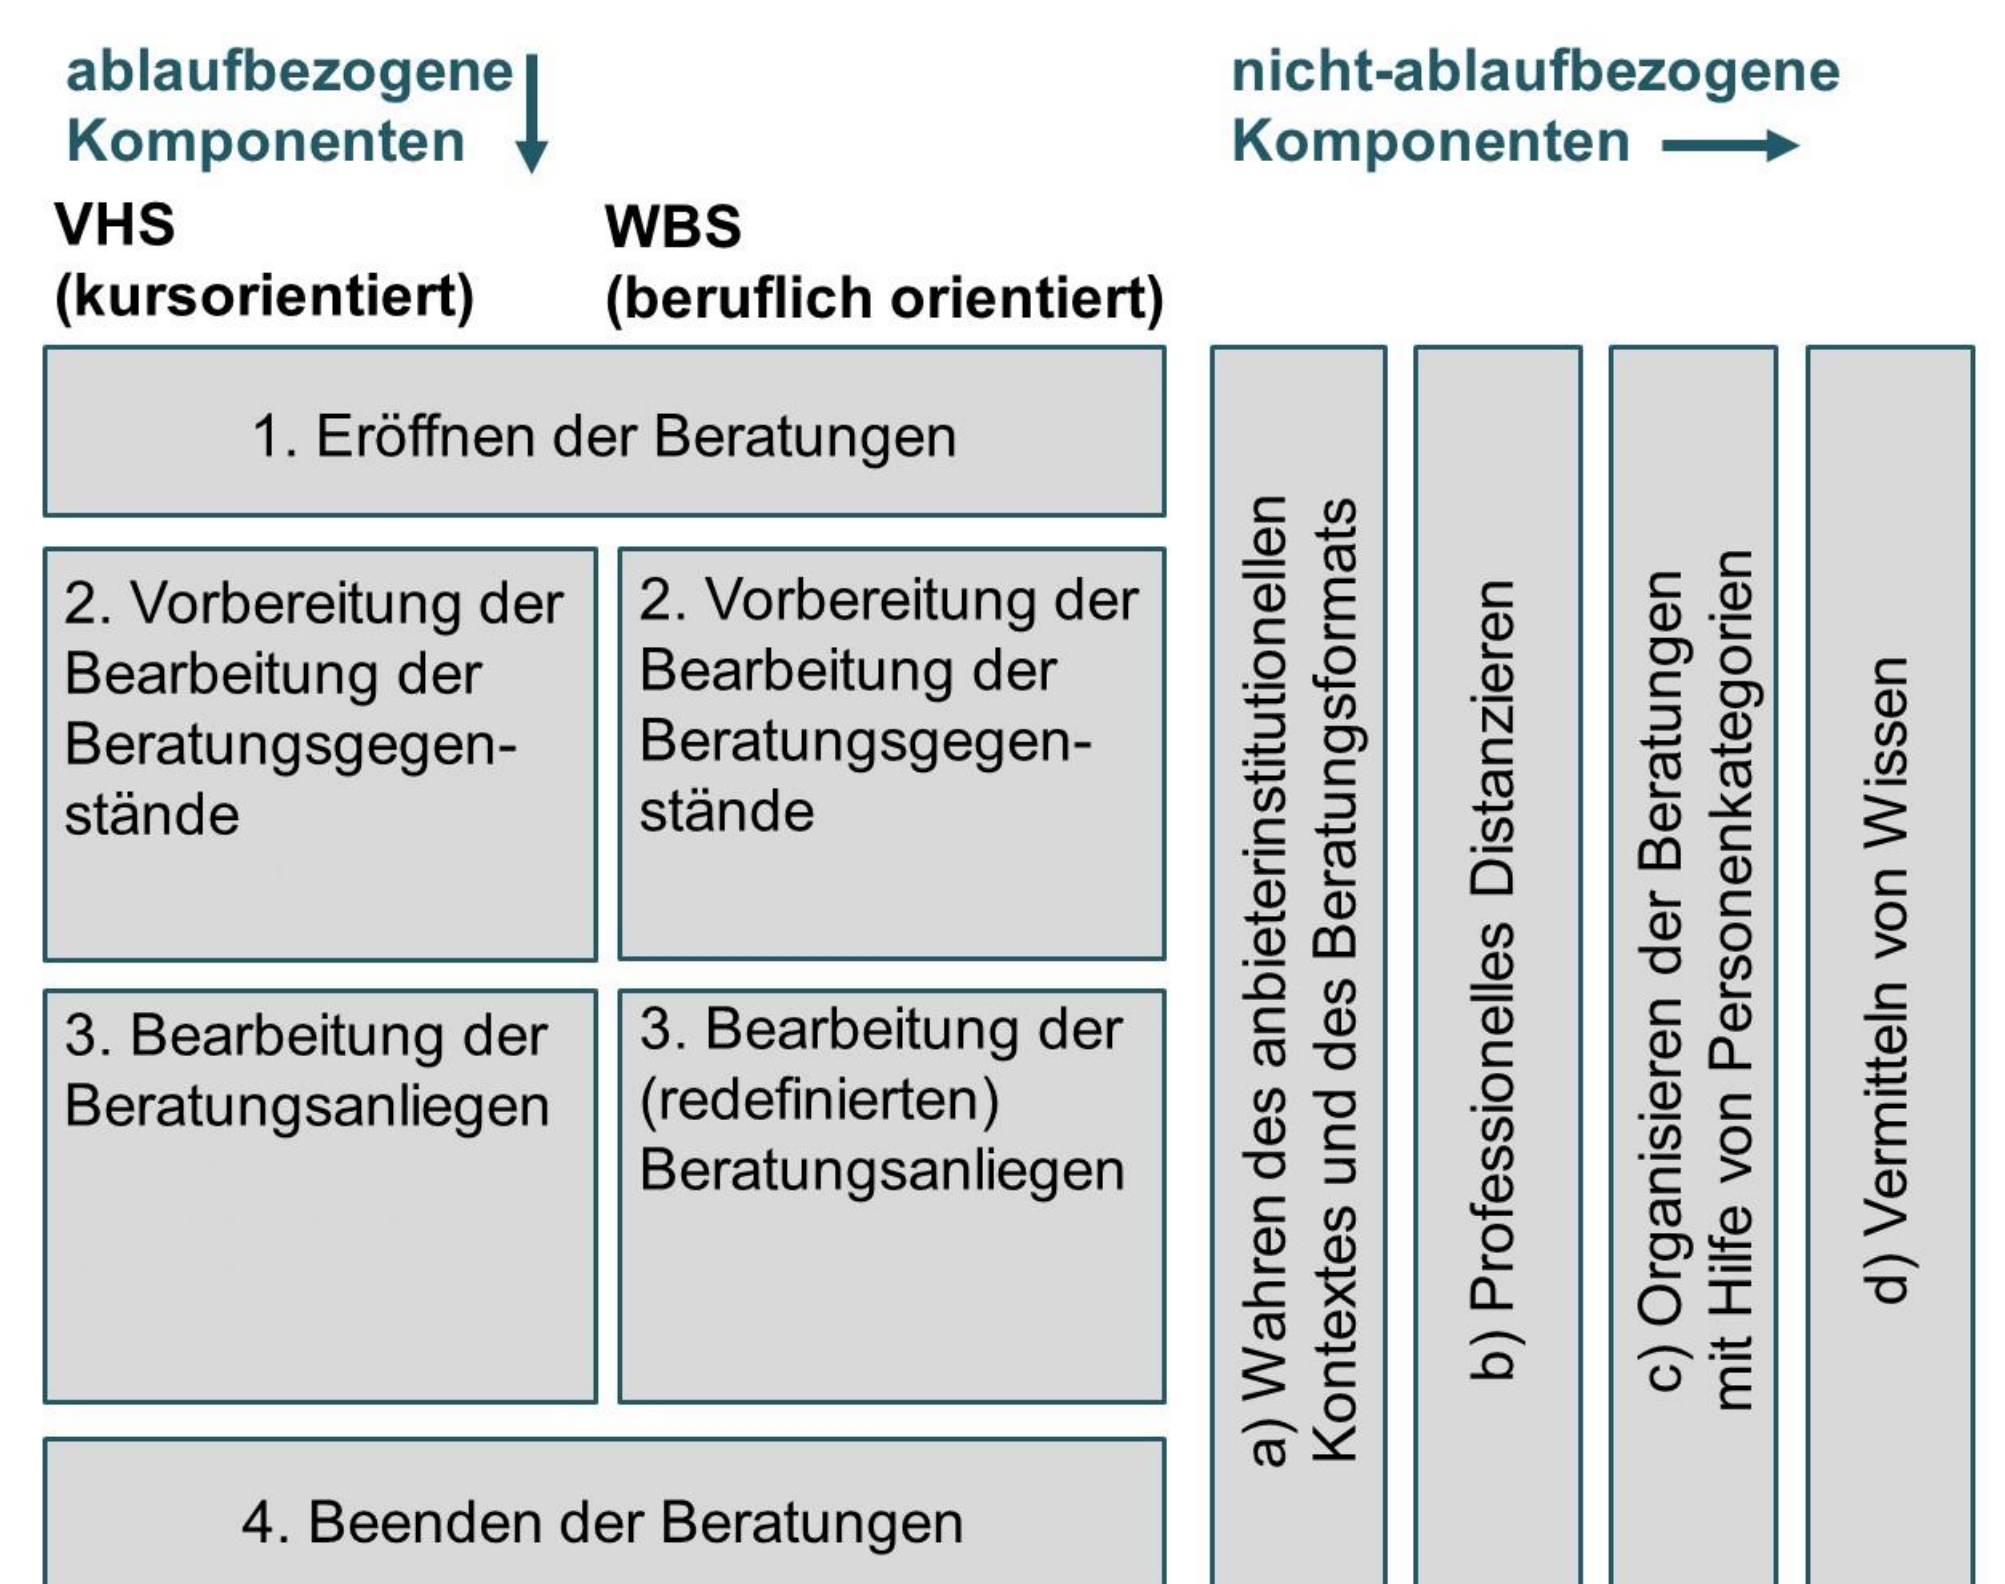 ablaufbezogene
Komponenten
nicht-ablaufbezogene
Komponenten
VHS
(kursorientiert)
WBS
(beruflich orientiert)
1. Eröffnen der Beratungen
2. Vorbereitung der
Bearbeitung der
Beratungsgegen-
stände
2. Vorbereitung der
Bearbeitung der
Beratungsgegen-
stände
3. Bearbeitung der
Beratungsanliegen
3. Bearbeitung der
(redefinierten)
Beratungsanliegen
4. Beenden der Beratungen
a) Wahren des anbieterinstitutionellen
Kontextes und des Beratungsformats
b) Professionelles Distanzieren
c) Organisieren der Beratungen
mit Hilfe von Personenkategorien
d) Vermitteln von Wissen